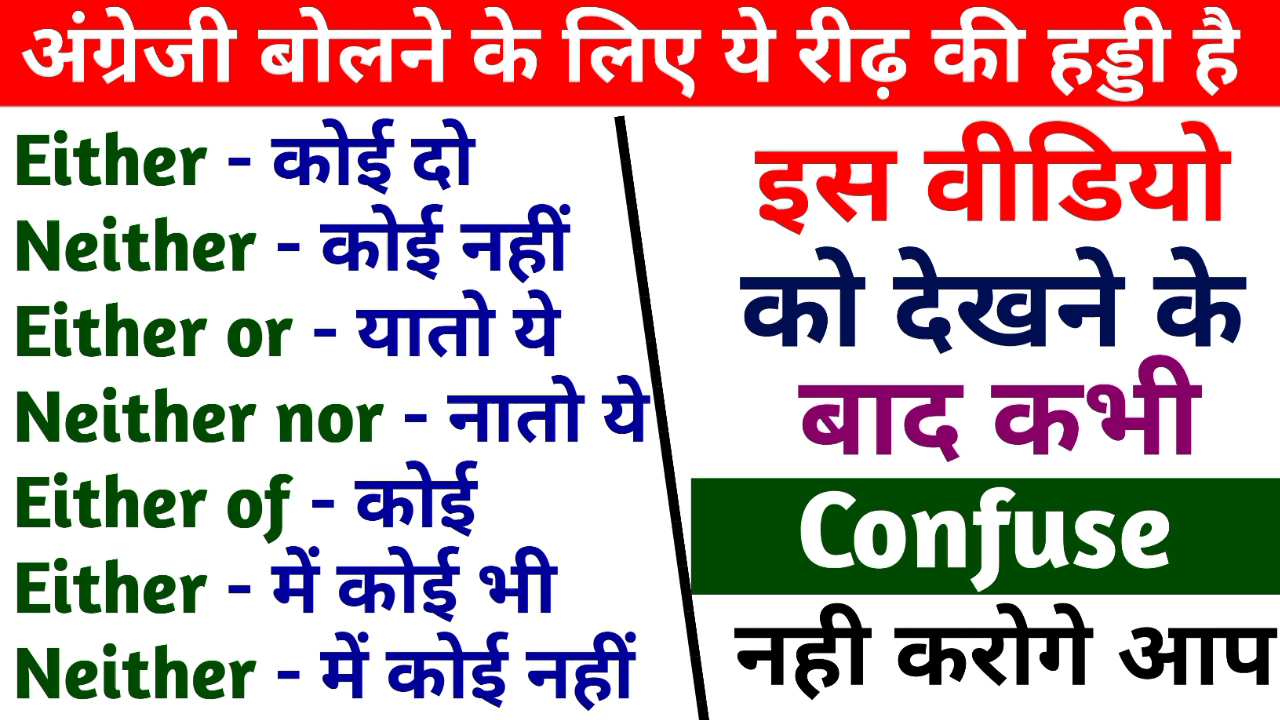 अंग्रेजी बोलने के लिए ये रीढ़ की हड्डी है
Either - कोई दो
Neither - कोई नहीं
Either or - यातो ये
Neither nor - नातो ये
Either of - कोई
Either - में कोई भी
Neither - में कोई नहीं
इस वीडियो
को देखने के
बाद कभी
Confuse
नही करोगे आप